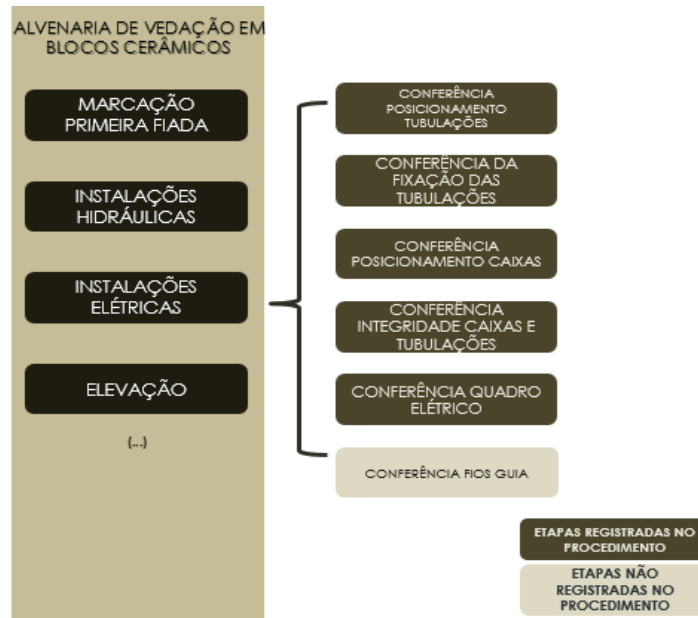 ALVENARIA DE VEDAÇÃO EM
BLOCOS CERÂMICOS
MARCAÇÃO
PRIMEIRA FIADA
INSTALAÇÕES
HIDRÁULICAS
INSTALAÇÕES
ELÉTRICAS
ELEVAÇÃO
(...)
CONFERÊNCIA
POSICIONAMENTO
TUBULAÇÕES
CONFERÊNCIA DA
FIXAÇÃO DAS
TUBULAÇÕES
CONFERÊNCIA
POSICIONAMENTO CAIXAS
CONFERÊNCIA
INTEGRIDADE CAIXAS E
TUBULAÇÕES
CONFERÊNCIA QUADRO
ELÉTRICO
CONFERÊNCIA FIOS GUIA
ETAPAS REGISTRADAS NO
PROCEDIMENTO
ETAPAS NÃO
REGISTRADAS NO
PROCEDIMENTO